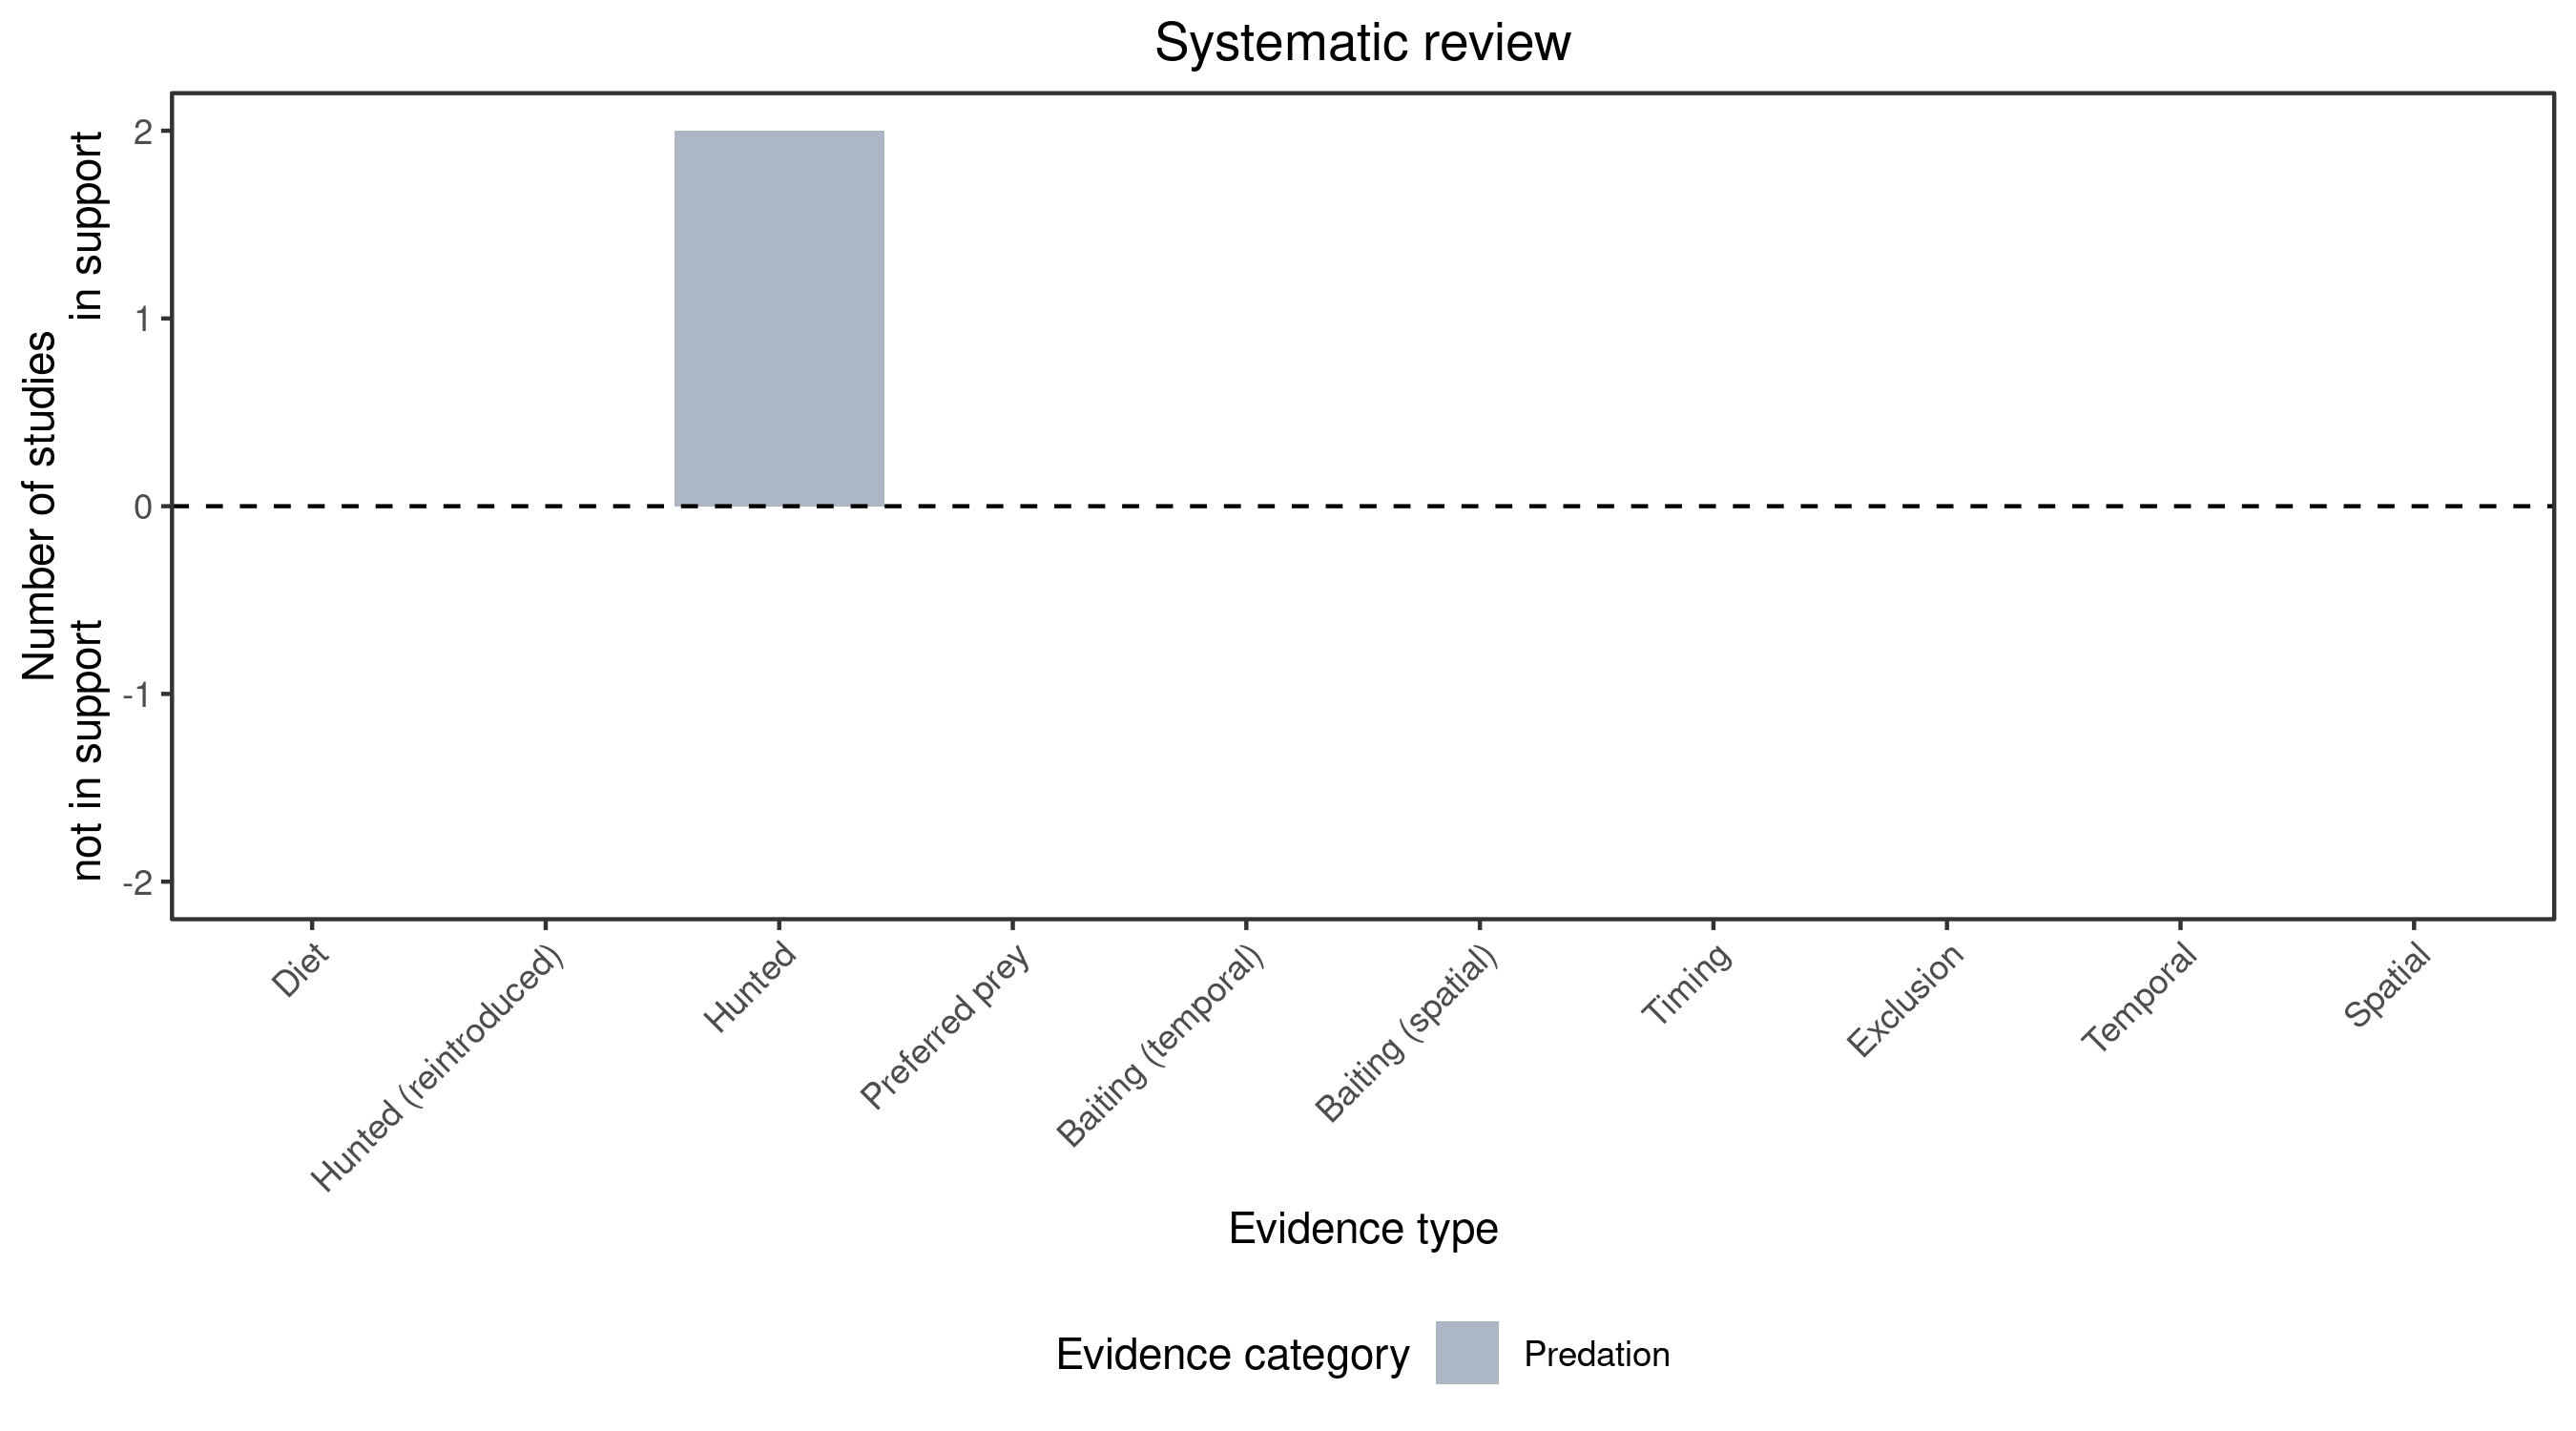 Systematic review
Number of studies
not in support in support
2
1
0
-1
-2
Diet
Hunted (reintroduced)
Hunted
Preferred prey
Baiting (temporal)
Baiting (spatial)
Timing
Exclusion
Temporal
Spatial
Evidence type
Evidence category Predation